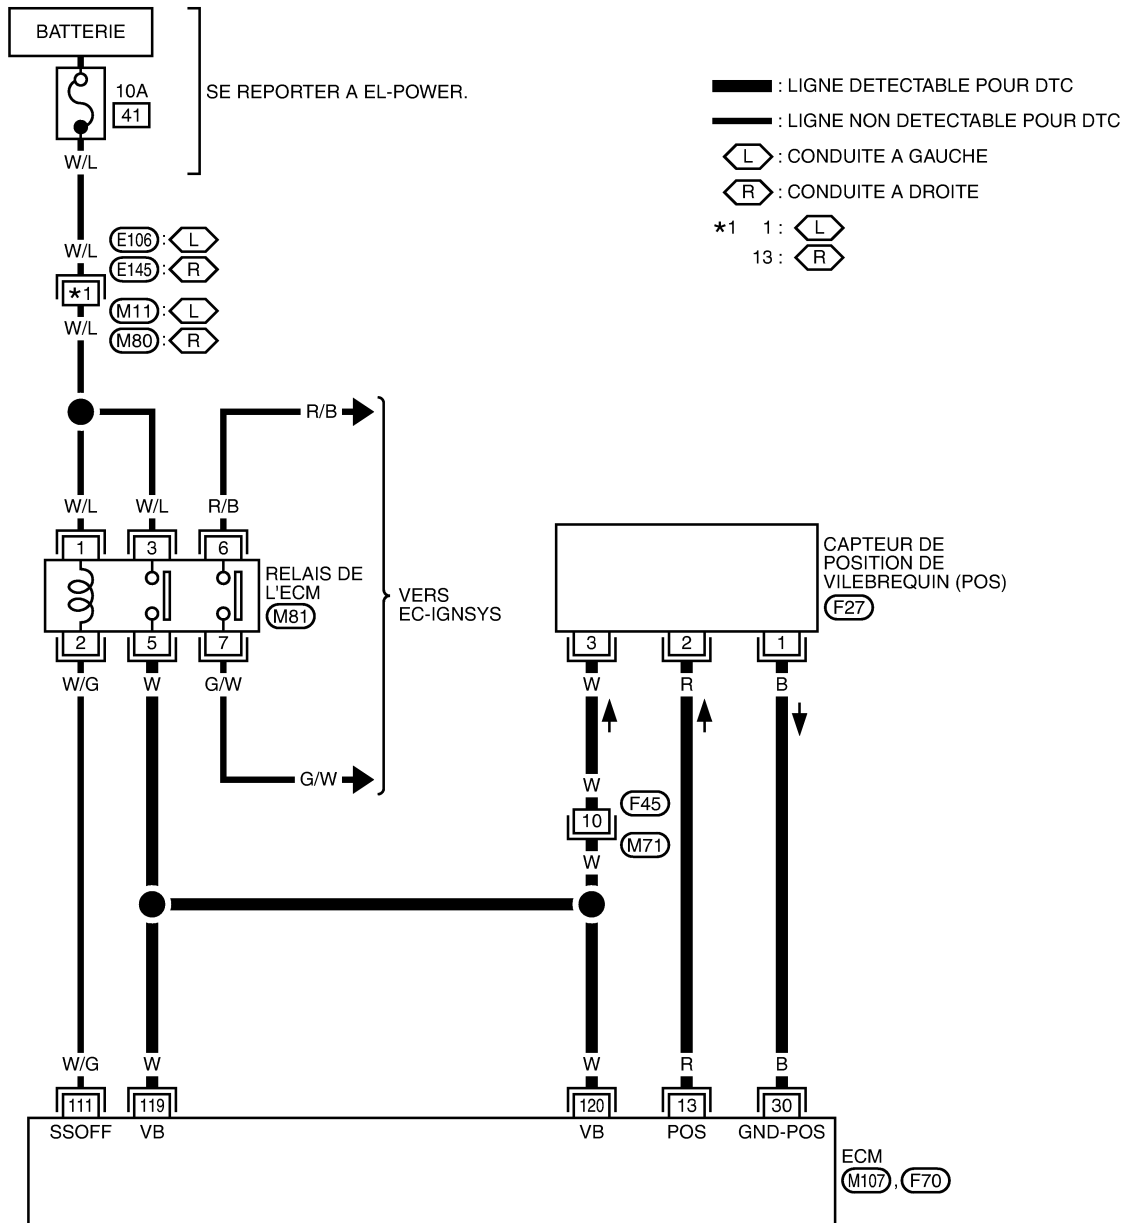 BATTERIE
10A
41
SE REPORTER A EL-POWER.
W/L
: LIGNE DETECTABLE POUR DTC
: LIGNE NON DETECTABLE POUR DTC
L : CONDUITE A GAUCHE
R : CONDUITE A DROITE
*1 1 : L
13 : R
W/L
E106 : L
E145 : R
*1
M11 : L
M80 : R
W/L
R/B
W/L W/L R/B
1 3 6
RELAIS DE
L'ECM
M81
2 5 7
W/G W G/W
VERS
EC-IGNSYS
G/W
CAPTEUR DE
POSITION DE
VILEBREQUIN (POS)
F27
3 2 1
W R B
W
F45
10
M71
W
W/G W W R B
111 119 120 13 30
SSOFF VB VB POS GND-POS
ECM
M107 , F70